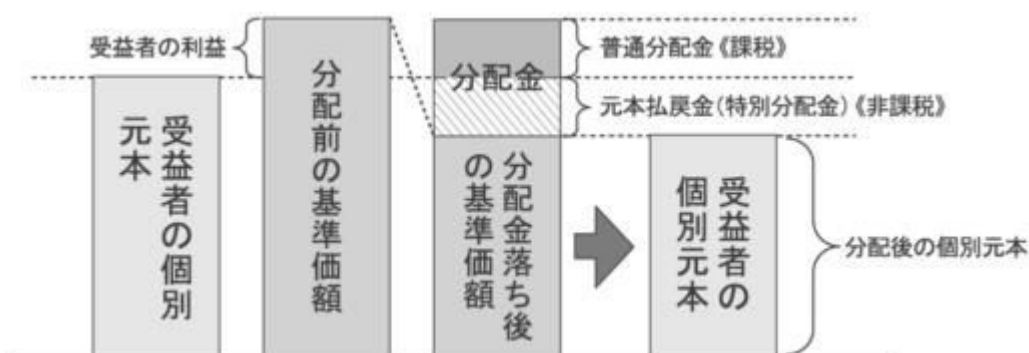 受益者の利益
受益者の個別
元本
分配前の基準価額
分配金
普通分配金《課税》
元本払戻金(特別分配金)《非課税》
分配金落ち後
の基準価額
受益者の
個別元本
分配後の個別元本